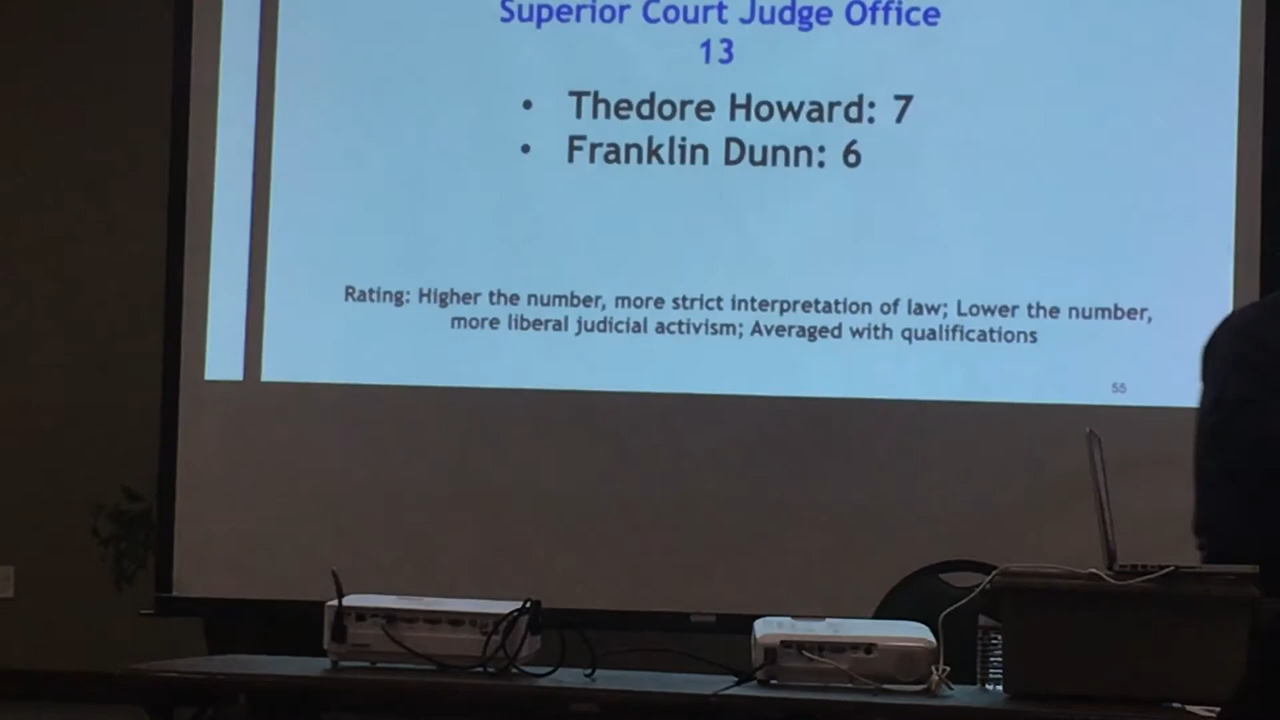 Superior Court Judge Office
13
• Thedore Howard: 7
• Franklin Dunn: 6
Rating: Higher the number, more strict interpretation of law; Lower the number,
more liberal judicial activism; Averaged with qualifications
55